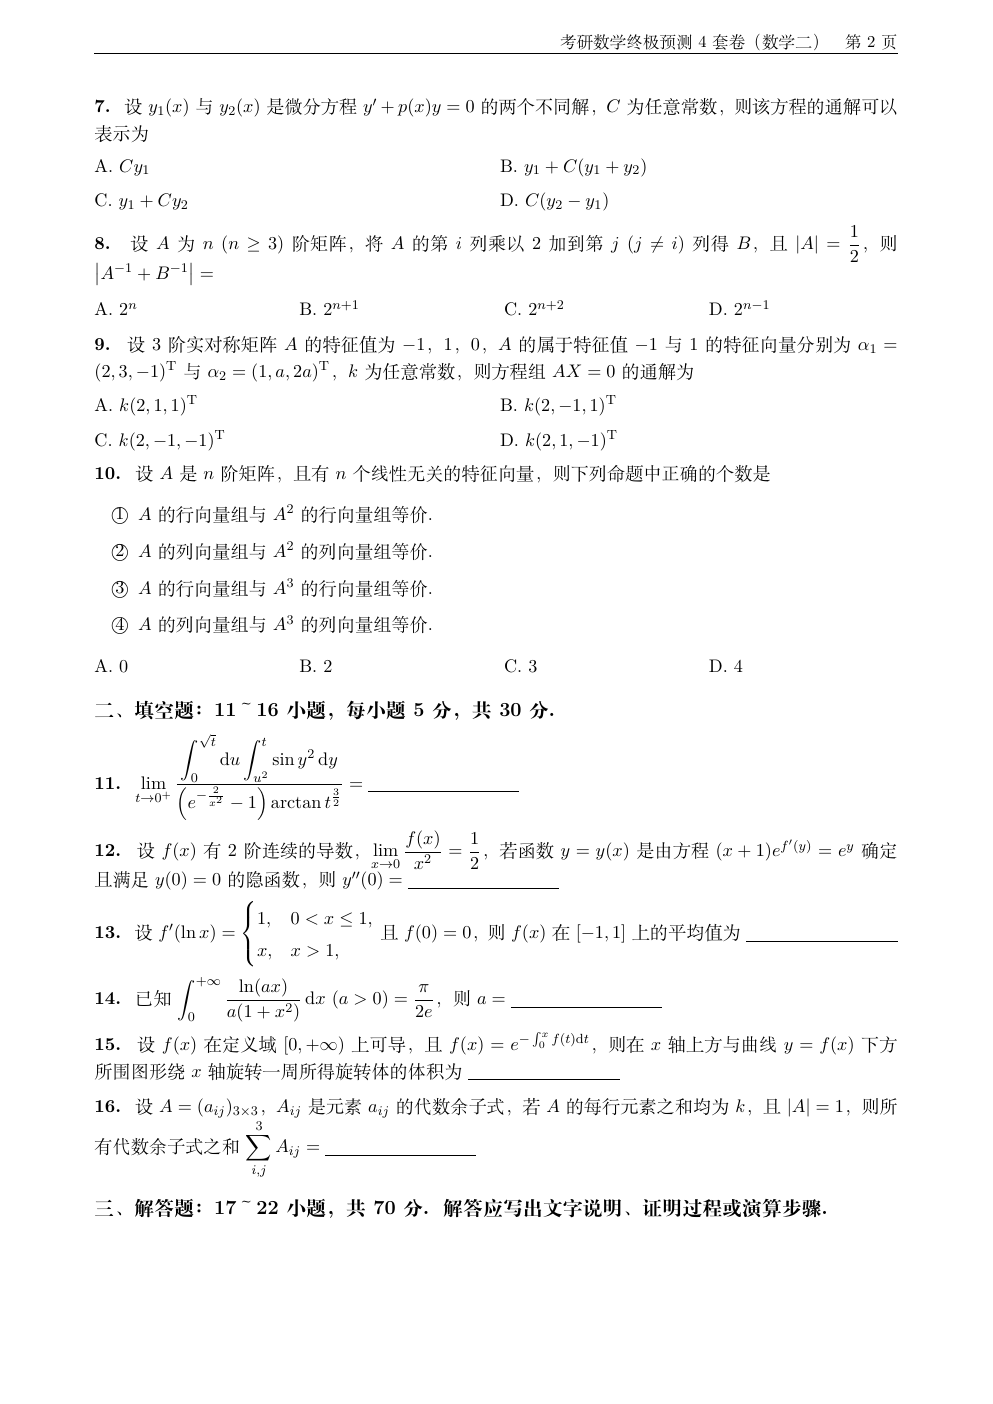 考研数学终极预测 4 套卷（数学二） 第 2 页
7. 设 y₁(x) 与 y₂(x) 是微分方程 y′ + p(x)y = 0 的两个不同解，C 为任意常数，则该方程的通解可以
表示为
A. Cy₁ B. y₁ + C(y₁ + y₂)
C. y₁ + Cy₂ D. C(y₂ − y₁)
8. 设 A 为 n (n ≥ 3) 阶矩阵，将 A 的第 i 列乘以 2 加到第 j (j ≠ i) 列得 B，且 |A| = 1/2，则
|A⁻¹ + B⁻¹| =
A. 2ⁿ B. 2ⁿ⁺¹ C. 2ⁿ⁺² D. 2ⁿ⁻¹
9. 设 3 阶实对称矩阵 A 的特征值为 −1，1，0，A 的属于特征值 −1 与 1 的特征向量分别为 α₁ =
(2, 3, −1)ᵀ 与 α₂ = (1, a, 2a)ᵀ，k 为任意常数，则方程组 AX = 0 的通解为
A. k(2, 1, 1)ᵀ B. k(2, −1, 1)ᵀ
C. k(2, −1, −1)ᵀ D. k(2, 1, −1)ᵀ
10. 设 A 是 n 阶矩阵，且有 n 个线性无关的特征向量，则下列命题中正确的个数是
① A 的行向量组与 A² 的行向量组等价.
② A 的列向量组与 A² 的列向量组等价.
③ A 的行向量组与 A³ 的行向量组等价.
④ A 的列向量组与 A³ 的列向量组等价.
A. 0 B. 2 C. 3 D. 4
二、填空题：11 ~ 16 小题，每小题 5 分，共 30 分.
11. lim_{t→0⁺} (∫_0^{√t} du ∫_{u²}^{t} sin y² dy) / ((e^{−2/x²} − 1) arctan t^{3/2}) =
12. 设 f(x) 有 2 阶连续的导数，lim_{x→0} f(x)/x² = 1/2，若函数 y = y(x) 是由方程 (x + 1)e^{f′(y)} = e^y 确定
且满足 y(0) = 0 的隐函数，则 y″(0) =
13. 设 f′(ln x) = { 1, 0 < x ≤ 1, x, x > 1, 且 f(0) = 0，则 f(x) 在 [−1, 1] 上的平均值为
14. 已知 ∫_0^{+∞} ln(ax)/(a(1 + x²)) dx (a > 0) = π/2e，则 a =
15. 设 f(x) 在定义域 [0, +∞) 上可导，且 f(x) = e^{−∫_0^x f(t)dt}，则在 x 轴上方与曲线 y = f(x) 下方
所围图形绕 x 轴旋转一周所得旋转体的体积为
16. 设 A = (a_{ij})_{3×3}，A_{ij} 是元素 a_{ij} 的代数余子式，若 A 的每行元素之和均为 k，且 |A| = 1，则所
有代数余子式之和 ∑_{i,j}^{3} A_{ij} =
三、解答题：17 ~ 22 小题，共 70 分．解答应写出文字说明、证明过程或演算步骤.